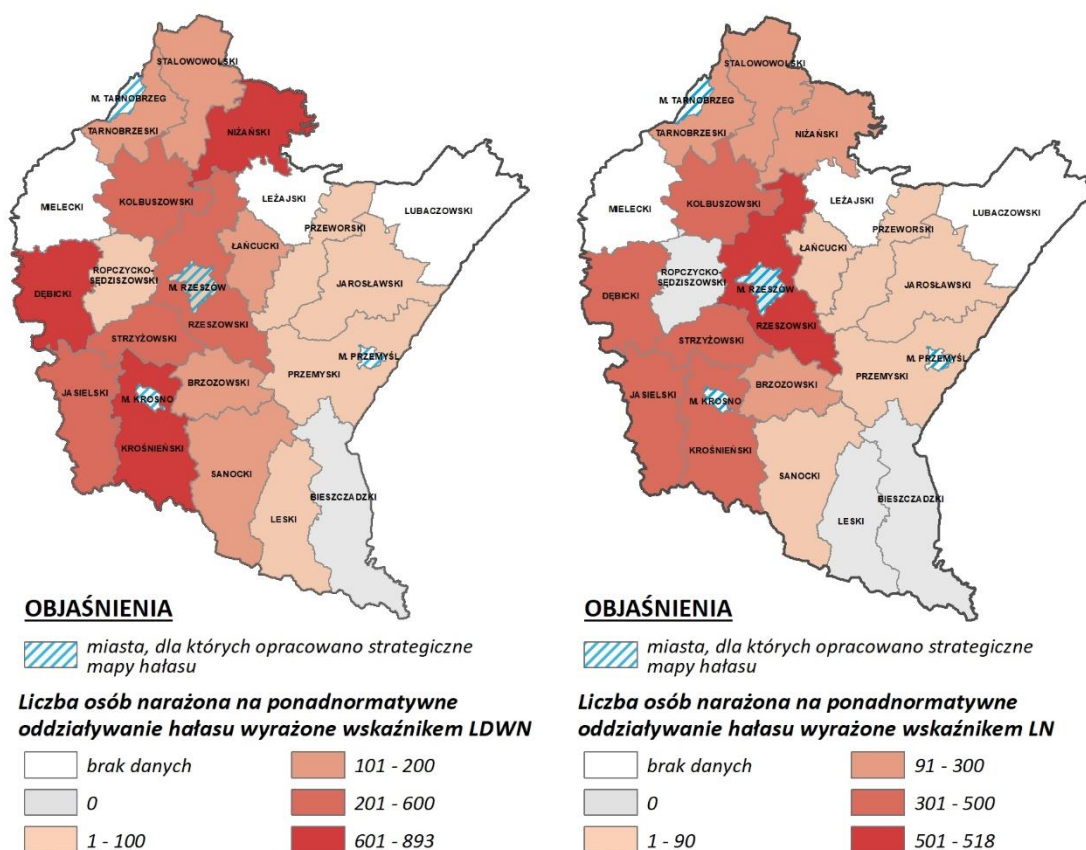 STALOWOWOLSKI
M. TARNOBRZEG
TARNOBRZESKI
NIŻAŃSKI
MIELECKI
KOLBUSZOWSKI
LEŻAJSKI
LUBACZOWSKI
PRZEWORSKI
ŁAŃCUCKI
ROPCZYCKO-
SĘDZISZOWSKI
DĘBICKI
M. RZESZÓW
JAROSŁAWSKI
RZESZOWSKI
STRZYŻOWSKI
M. PRZEMYŚL
PRZEMYSKI
BRZOZOWSKI
JASIELSKI
M. KROSNO
KROŚNIEŃSKI
SANOCKI
BIESZCZADZKI
LESKI
OBJAŚNIENIA
miasta, dla których opracowano strategiczne
mapy hałasu
Liczba osób narażona na ponadnormatywne
oddziaływanie hałasu wyrażone wskaźnikem LDWN
brak danych
0
1 - 100
101 - 200
201 - 600
601 - 893
STALOWOWOLSKI
M. TARNOBRZEG
TARNOBRZESKI
NIŻAŃSKI
MIELECKI
KOLBUSZOWSKI
LEŻAJSKI
LUBACZOWSKI
PRZEWORSKI
ŁAŃCUCKI
ROPCZYCKO-
SĘDZISZOWSKI
DĘBICKI
M. RZESZÓW
JAROSŁAWSKI
RZESZOWSKI
STRZYŻOWSKI
M. PRZEMYŚL
PRZEMYSKI
BRZOZOWSKI
JASIELSKI
M. KROSNO
KROŚNIEŃSKI
SANOCKI
BIESZCZADZKI
LESKI
OBJAŚNIENIA
miasta, dla których opracowano strategiczne
mapy hałasu
Liczba osób narażona na ponadnormatywne
oddziaływanie hałasu wyrażone wskaźnikem LN
brak danych
0
1 - 90
91 - 300
301 - 500
501 - 518